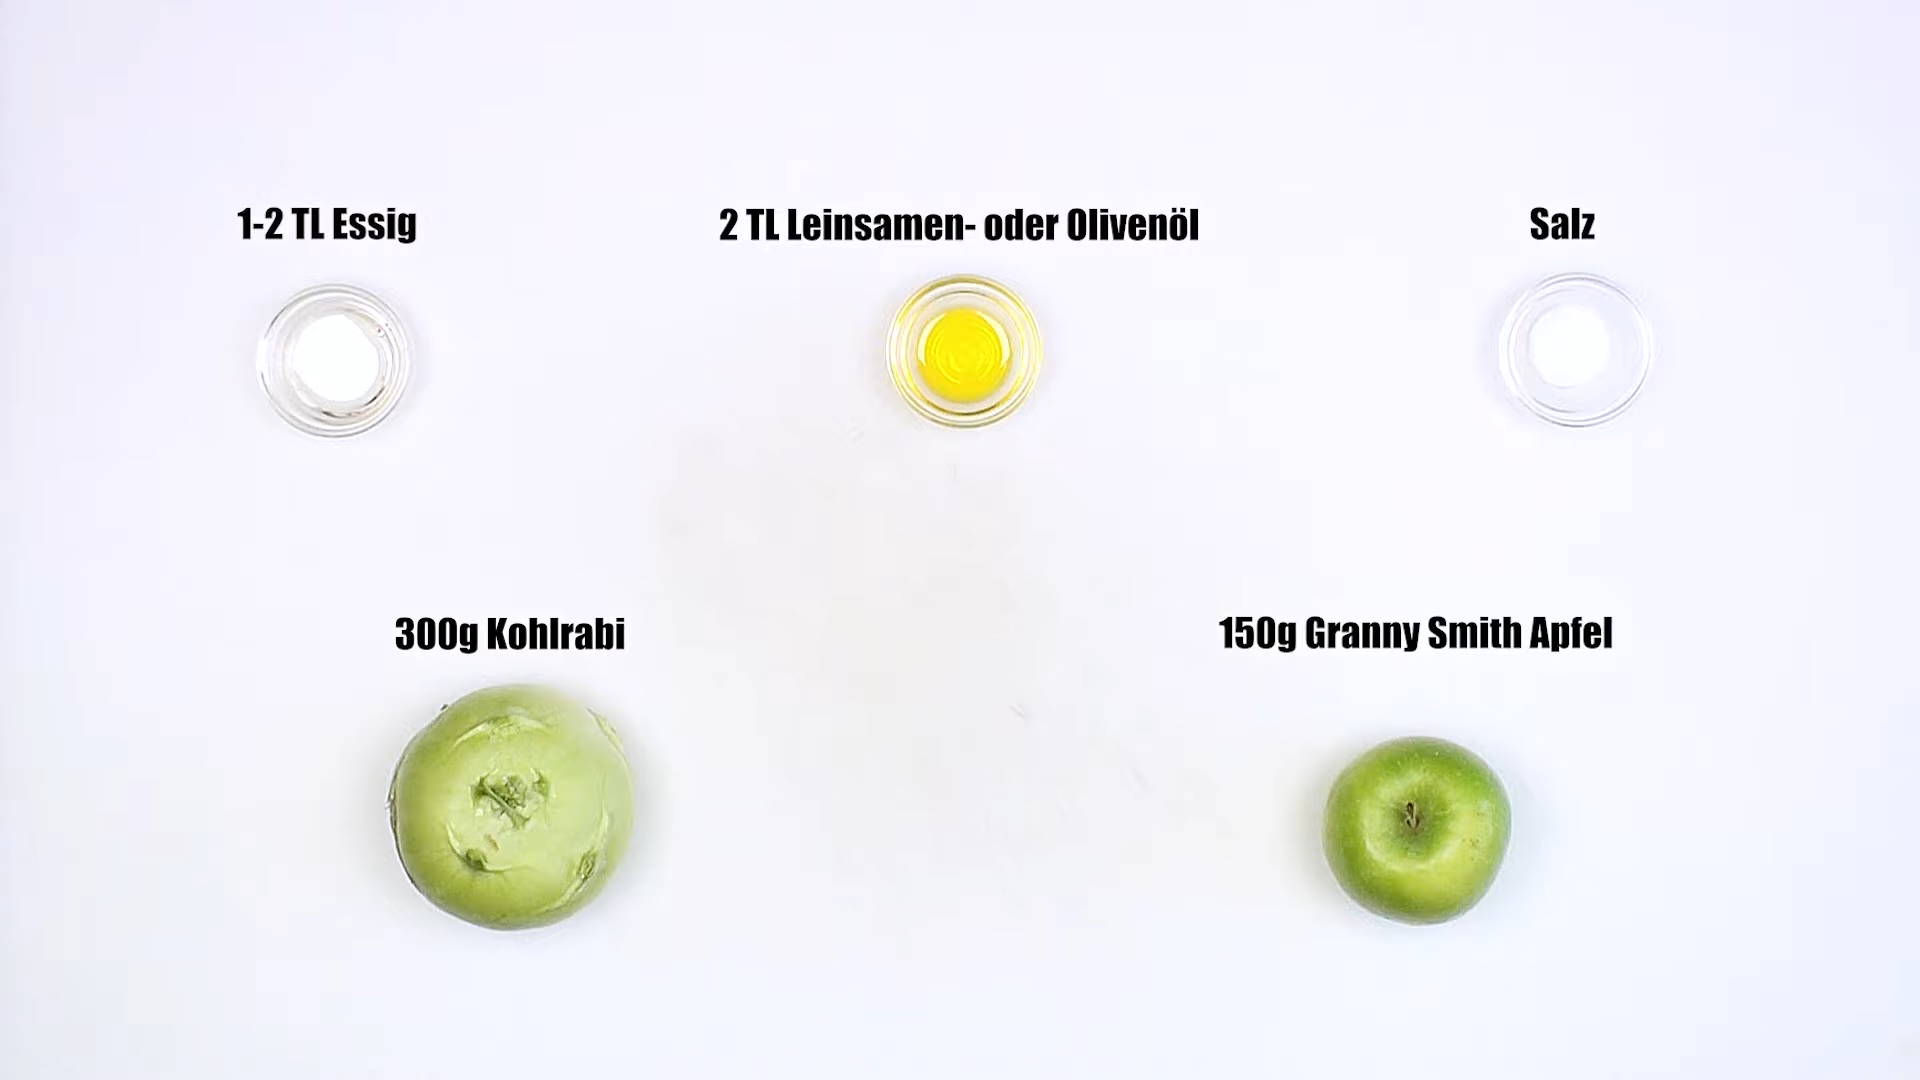 1-2 TL Essig
2 TL Leinsamen- oder Olivenöl
Salz
300g Kohlrabi
150g Granny Smith Apfel